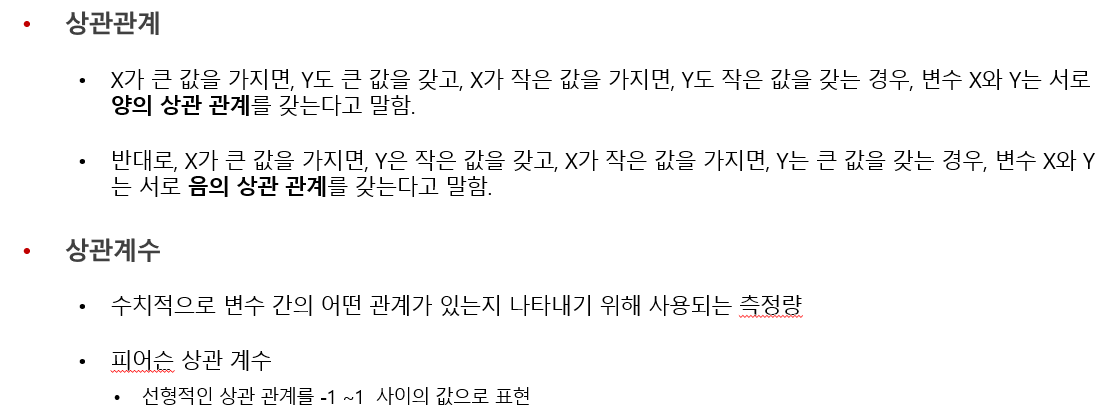 • 상관관계
• X가 큰 값을 가지면, Y도 큰 값을 갖고, X가 작은 값을 가지면, Y도 작은 값을 갖는 경우, 변수 X와 Y는 서로
양의 상관 관계를 갖는다고 말함.
• 반대로, X가 큰 값을 가지면, Y은 작은 값을 갖고, X가 작은 값을 가지면, Y는 큰 값을 갖는 경우, 변수 X와 Y
는 서로 음의 상관 관계를 갖는다고 말함.
• 상관계수
• 수치적으로 변수 간의 어떤 관계가 있는지 나타내기 위해 사용되는 측정량
• 피어슨 상관 계수
• 선형적인 상관 관계를 -1 ~1 사이의 값으로 표현